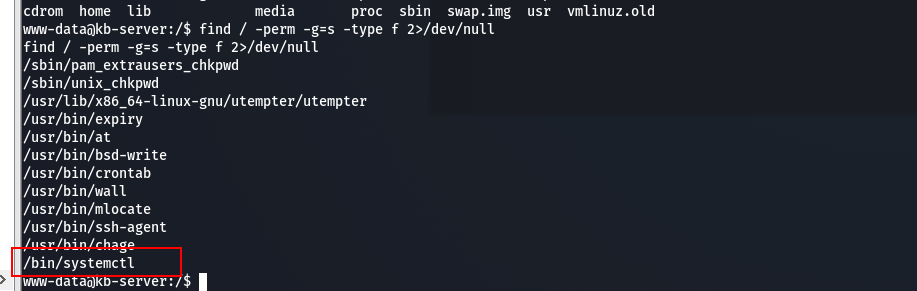 cdrom home lib media proc sbin swap.img usr vmlinuz.old
www-data@kb-server:/$ find / -perm -g=s -type f 2>/dev/null
find / -perm -g=s -type f 2>/dev/null
/sbin/pam_extrausers_chkpwd
/sbin/unix_chkpwd
/usr/lib/x86_64-linux-gnu/utempter/utempter
/usr/bin/expiry
/usr/bin/at
/usr/bin/bsd-write
/usr/bin/crontab
/usr/bin/wall
/usr/bin/mlocate
/usr/bin/ssh-agent
/usr/bin/chage
/bin/systemctl
www-data@kb-server:/$